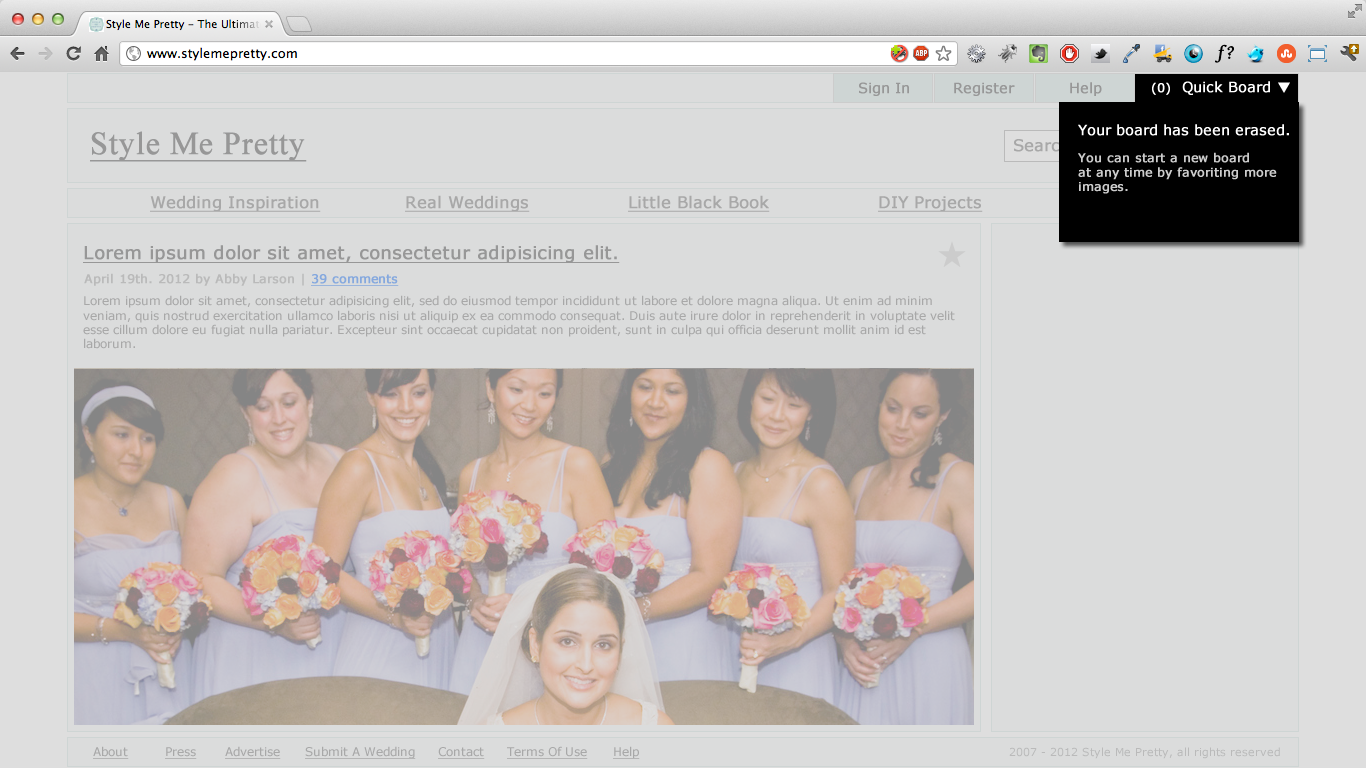 Style Me Pretty – The Ultima
www.stylemepretty.com
ABP
f?
Sign In
Register
Help
(0) Quick Board ▼
Your board has been erased.
You can start a new board
at any time by favoriting more
images.
Style Me Pretty
Searc
Wedding Inspiration
Real Weddings
Little Black Book
DIY Projects
Lorem ipsum dolor sit amet, consectetur adipisicing elit.
April 19th. 2012 by Abby Larson | 39 comments
Lorem ipsum dolor sit amet, consectetur adipisicing elit, sed do eiusmod tempor incididunt ut labore et dolore magna aliqua. Ut enim ad minim
veniam, quis nostrud exercitation ullamco laboris nisi ut aliquip ex ea commodo consequat. Duis aute irure dolor in reprehenderit in voluptate velit
esse cillum dolore eu fugiat nulla pariatur. Excepteur sint occaecat cupidatat non proident, sunt in culpa qui officia deserunt mollit anim id est
laborum.
About
Press
Advertise
Submit A Wedding
Contact
Terms Of Use
Help
2007 - 2012 Style Me Pretty, all rights reserved